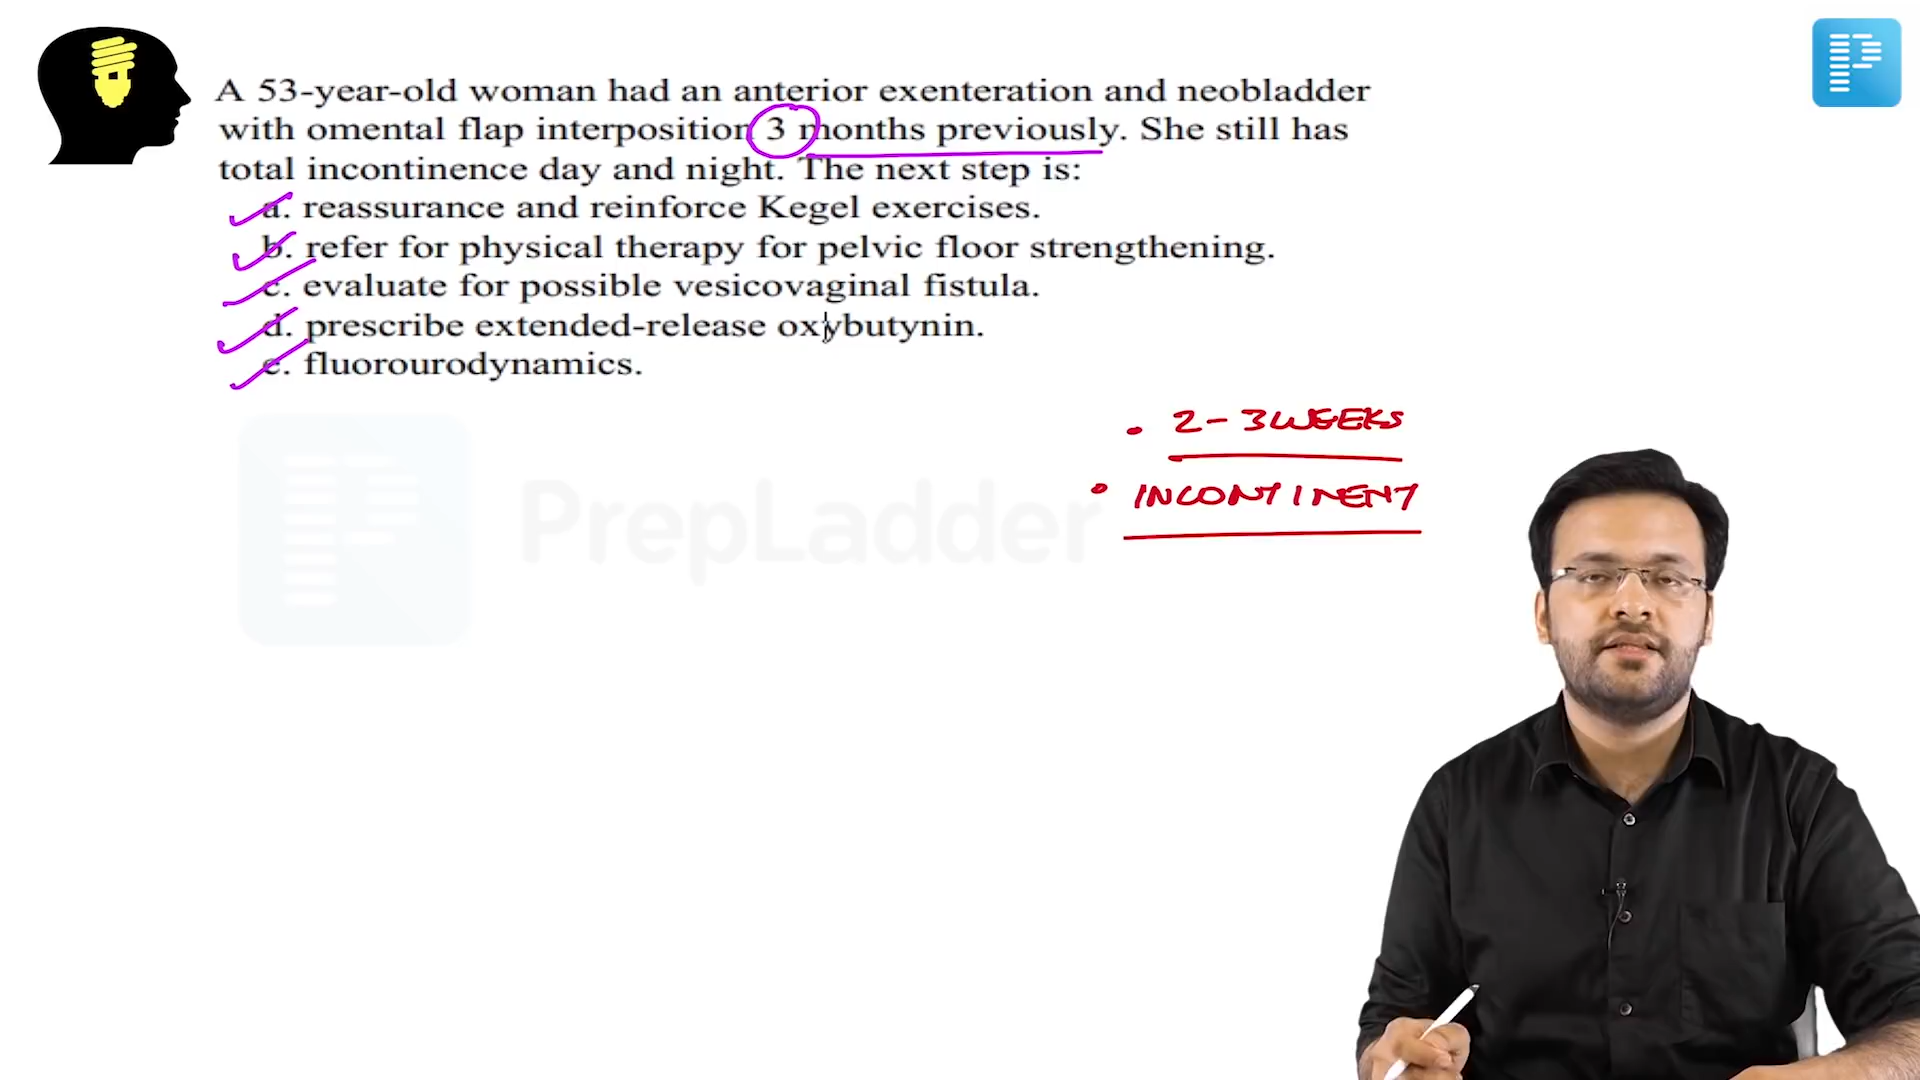 A 53-year-old woman had an anterior exenteration and neobladder
with omental flap interposition 3 months previously. She still has
total incontinence day and night. The next step is:
a. reassurance and reinforce Kegel exercises.
b. refer for physical therapy for pelvic floor strengthening.
c. evaluate for possible vesicovaginal fistula.
d. prescribe extended-release oxybutynin.
e. fluorourodynamics.
• 2-3 WEEKS
• INCONTINENT
PrepLadder